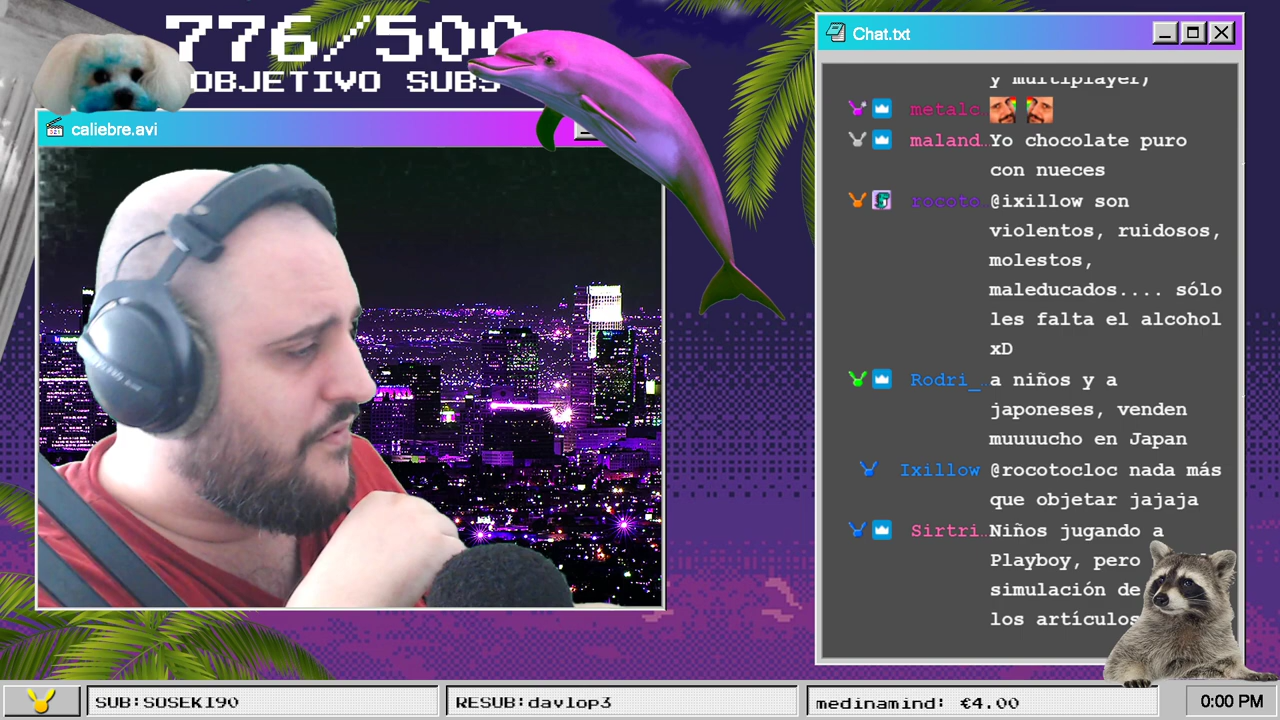 776/500
OBJETIVO SUBS
caliebre.avi
Chat.txt
y multiplayer)
metalc
maland.. Yo chocolate puro
con nueces
rocoto.. @ixillow son
violentos, ruidosos,
molestos,
maleducados.... sólo
les falta el alcohol
xD
Rodri_.. a niños y a
japoneses, venden
muuuucho en Japan
Ixillow @rocotocloc nada más
que objetar jajaja
Sirtri.. Niños jugando a
Playboy, pero
simulación de
los artículos
SUB:SOSEKI90
RESUB:davlop3
medinamind: €4.00
0:00 PM